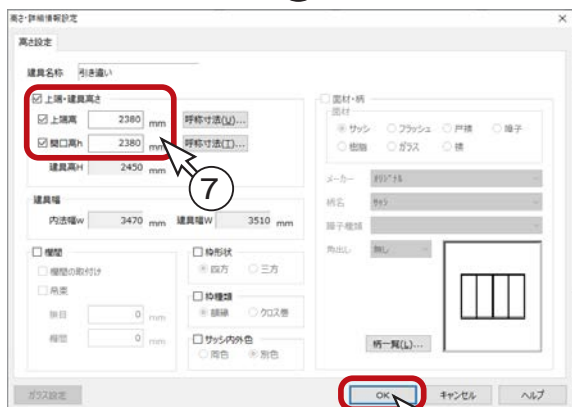 高さ・詳細情報設定
高さ設定
建具名称 引き違い
上端・建具高さ
上端高 2380 mm 呼称寸法(U)...
開口高h 2380 mm 呼称寸法(I)...
建具高H 2450 mm
⑦
建具幅
内法幅w 3470 mm 建具幅W 3510 mm
欄間
欄間の取付け
吊束
無目 0 mm
欄間 0 mm
枠形状
四方 三方
枠種類
額縁 クロス巻
サッシ内外色
同色 別色
面材・柄
面材
サッシ フラッシュ 戸襖 障子
樹脂 ガラス 襖
メーカー オリジナル
柄名 サッシ
障子種類
角出し 無し
柄一覧(L)...
ガラス設定
OK キャンセル ヘルプ